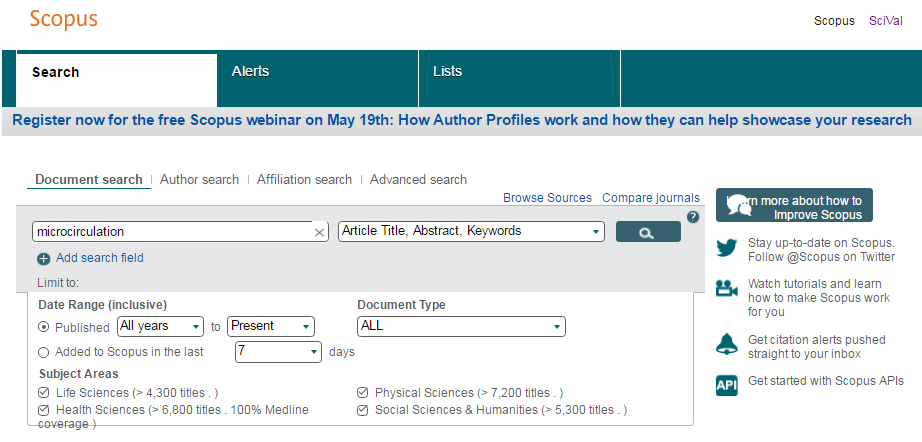 Scopus
Scopus SciVal
Search Alerts Lists
Register now for the free Scopus webinar on May 19th: How Author Profiles work and how they can help showcase your research
Document search | Author search | Affiliation search | Advanced search
Browse Sources Compare journals
microcirculation
Article Title, Abstract, Keywords
?
Add search field
Limit to:
Date Range (inclusive)
Published All years to Present
Added to Scopus in the last 7 days
Document Type
ALL
Subject Areas
Life Sciences (> 4,300 titles . )
Health Sciences (> 6,800 titles . 100% Medline
coverage )
Physical Sciences (> 7,200 titles . )
Social Sciences & Humanities (> 5,300 titles . )
rn more about how to
Improve Scopus
Stay up-to-date on Scopus.
Follow @Scopus on Twitter
Watch tutorials and learn
how to make Scopus work
for you
Get citation alerts pushed
straight to your inbox
API
Get started with Scopus APIs